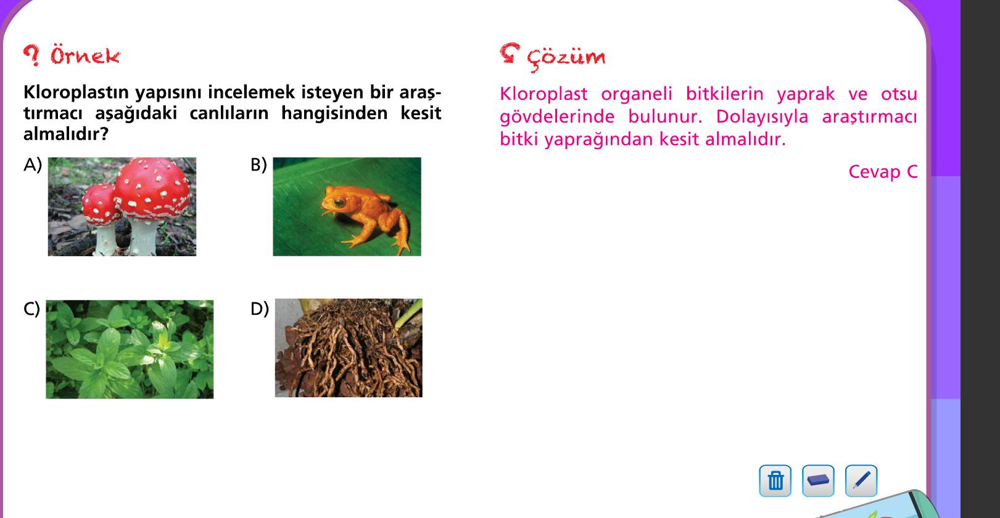 ? Örnek
Kloroplastın yapısını incelemek isteyen bir araş-
tırmacı aşağıdaki canlıların hangisinden kesit
almalıdır?
A)
B)
C)
D)
Çözüm
Kloroplast organeli bitkilerin yaprak ve otsu
gövdelerinde bulunur. Dolayısıyla araştırmacı
bitki yaprağından kesit almalıdır.
Cevap C